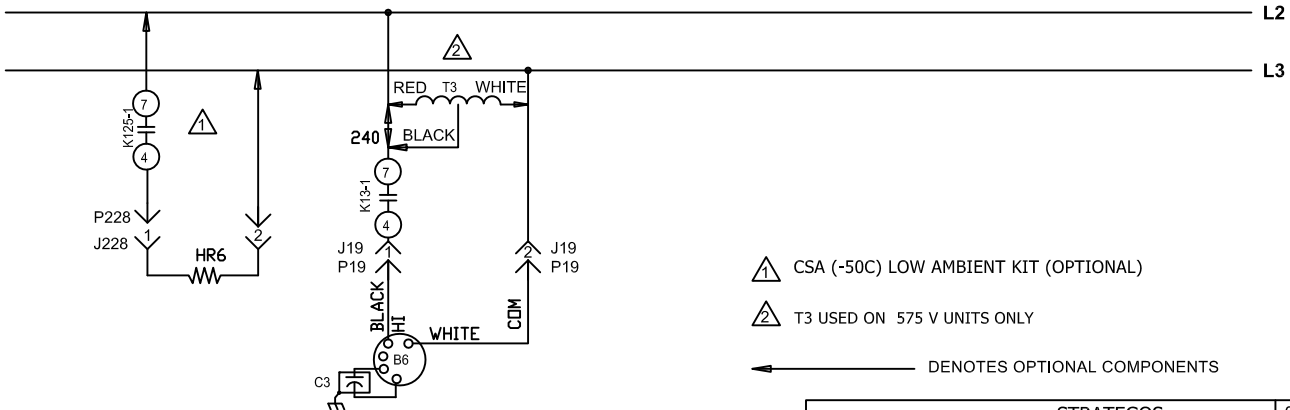 L2
L3
2
RED T3 WHITE
7
K125-1
1
240
BLACK
4
7
K13-1
P228
1
2
4
J228
J19
1
2
J19
HR6
P19
P19
1 CSA (-50C) LOW AMBIENT KIT (OPTIONAL)
BLACK
HI
COM
2 T3 USED ON 575 V UNITS ONLY
WHITE
B6
DENOTES OPTIONAL COMPONENTS
C3